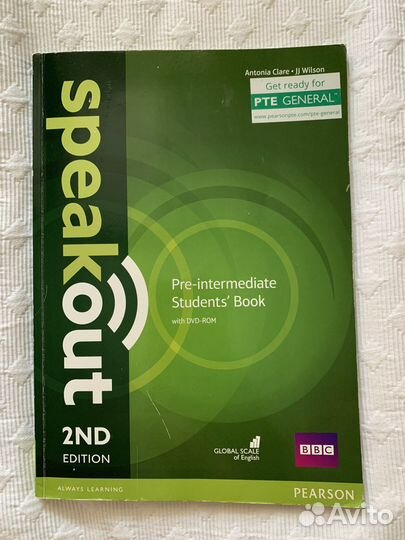 Antonia Clare • JJ Wilson
Get ready for
PTE GENERAL™
www.pearsonpte.com/pte-general
speakout
Pre-intermediate
Students' Book
with DVD-ROM
2ND
EDITION
GLOBAL SCALE
of English
BBC
ALWAYS LEARNING
PEARSON
Avito